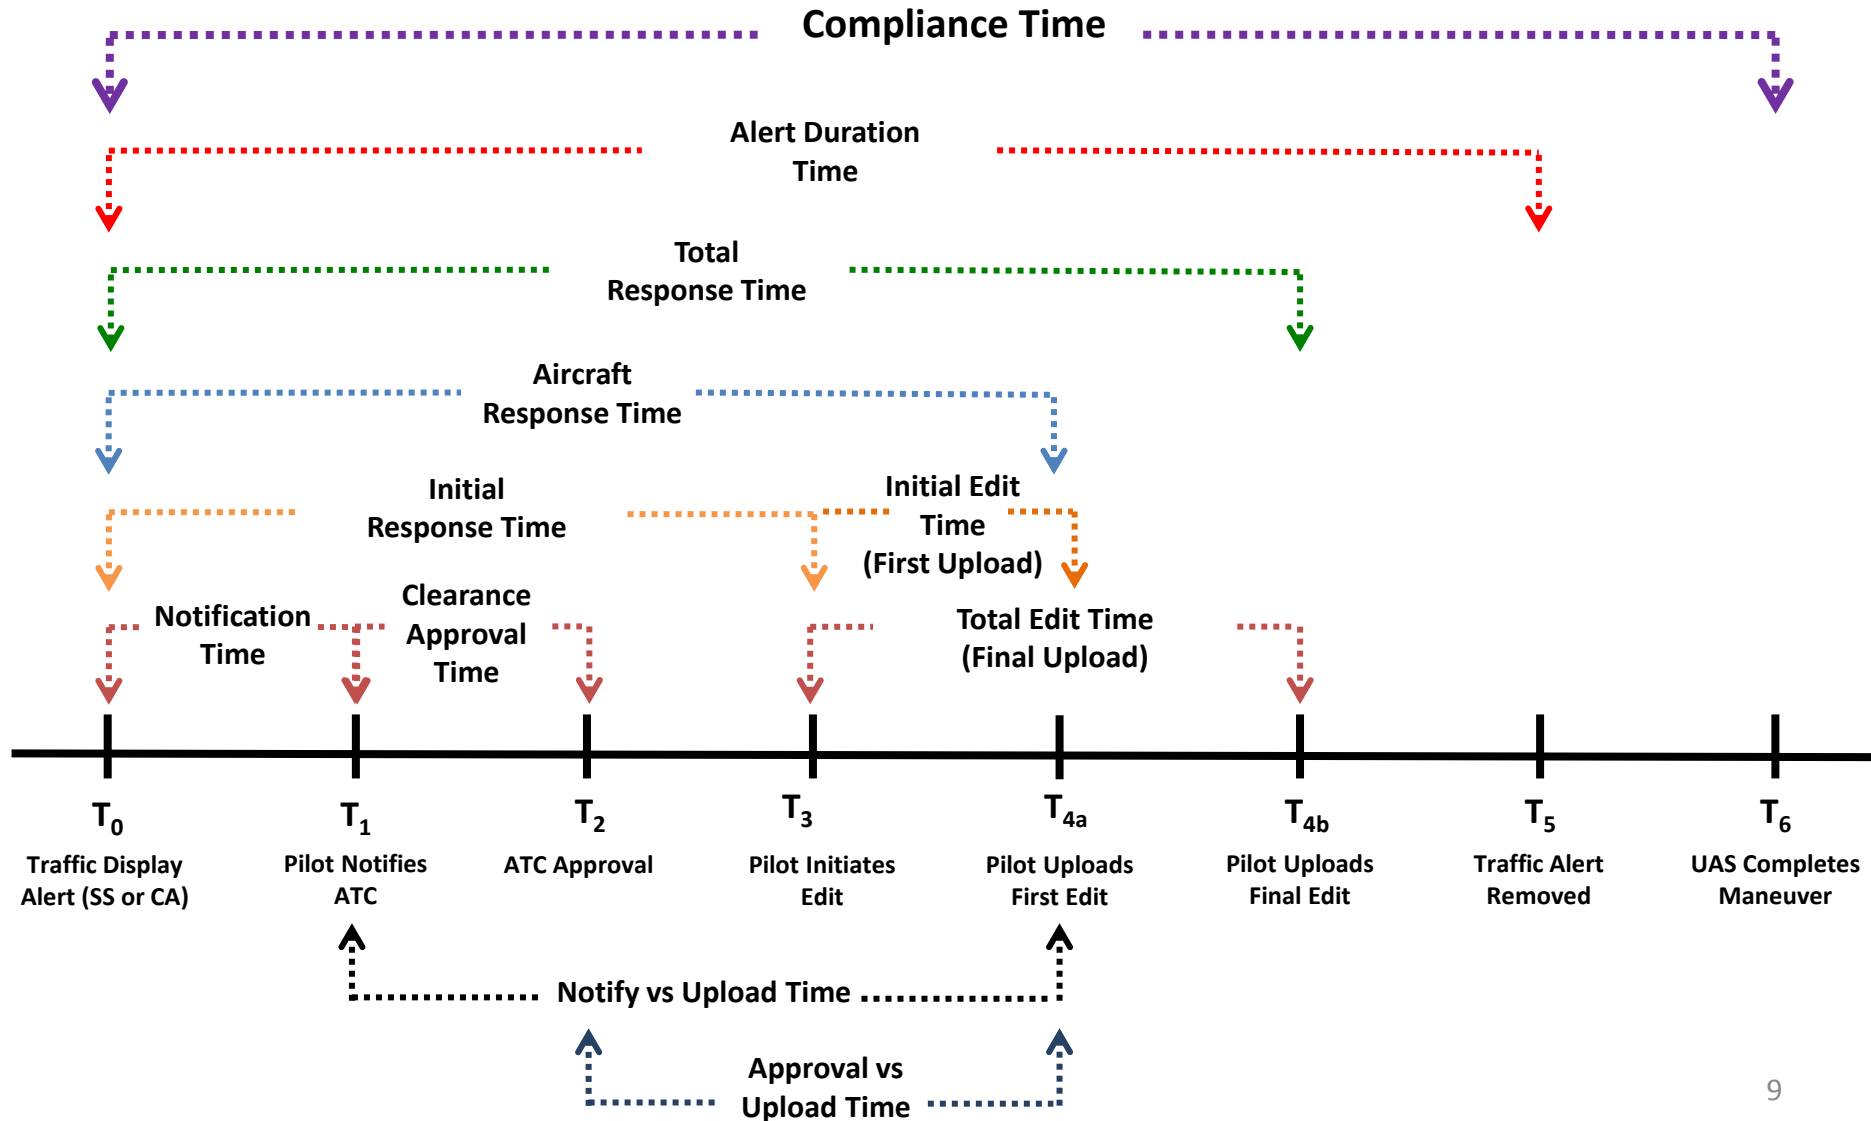 Compliance Time
Alert Duration
Time
Total
Response Time
Aircraft
Response Time
Initial
Response Time
Initial Edit
Time
(First Upload)
Notification
Time
Clearance
Approval
Time
Total Edit Time
(Final Upload)
T0
T1
T2
T3
T4a
T4b
T5
T6
Traffic Display
Alert (SS or CA)
Pilot Notifies
ATC
ATC Approval
Pilot Initiates
Edit
Pilot Uploads
First Edit
Pilot Uploads
Final Edit
Traffic Alert
Removed
UAS Completes
Maneuver
Notify vs Upload Time
Approval vs
Upload Time
9